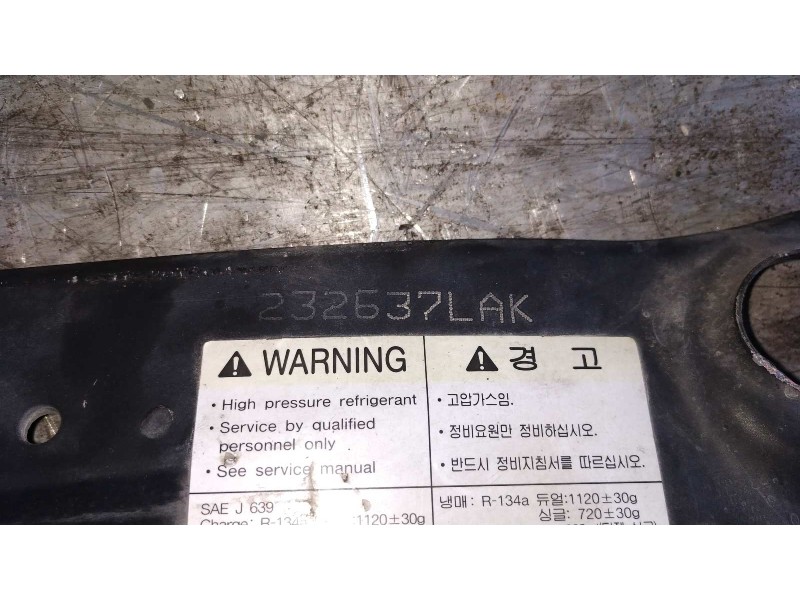 232637LAK
WARNING
• High pressure refrigerant
• Service by qualified
personnel only
• See service manual
SAE J 639
Charge: R-134a 1120±30g
경 고
• 고압가스임.
• 정비요원만 정비하십시오.
• 반드시 정비지침서를 따르십시오.
냉매: R-134a 듀얼:1120±30g
싱글: 720±30g